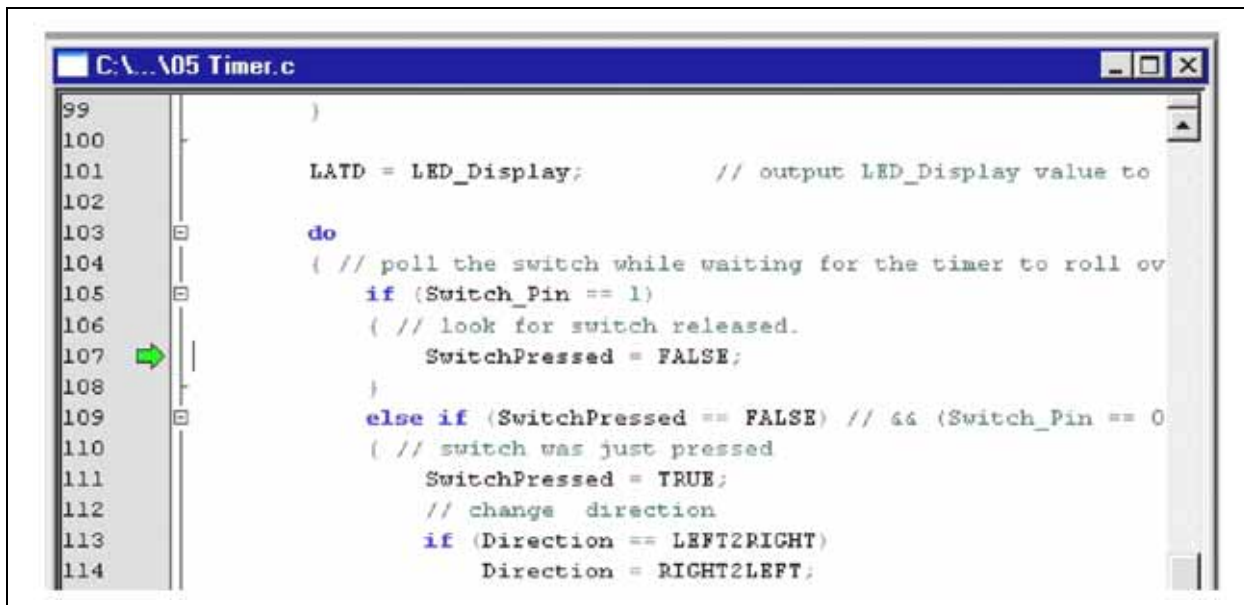 C:\...\05 Timer.c
99 }
100
101 LATD = LED_Display; // output LED_Display value to
102
103 do
104 { // poll the switch while waiting for the timer to roll ov
105 if (Switch_Pin == 1)
106 { // look for switch released.
107 SwitchPressed = FALSE;
108 }
109 else if (SwitchPressed == FALSE) // && (Switch_Pin == 0
110 { // switch was just pressed
111 SwitchPressed = TRUE;
112 // change direction
113 if (Direction == LEFT2RIGHT)
114 Direction = RIGHT2LEFT;